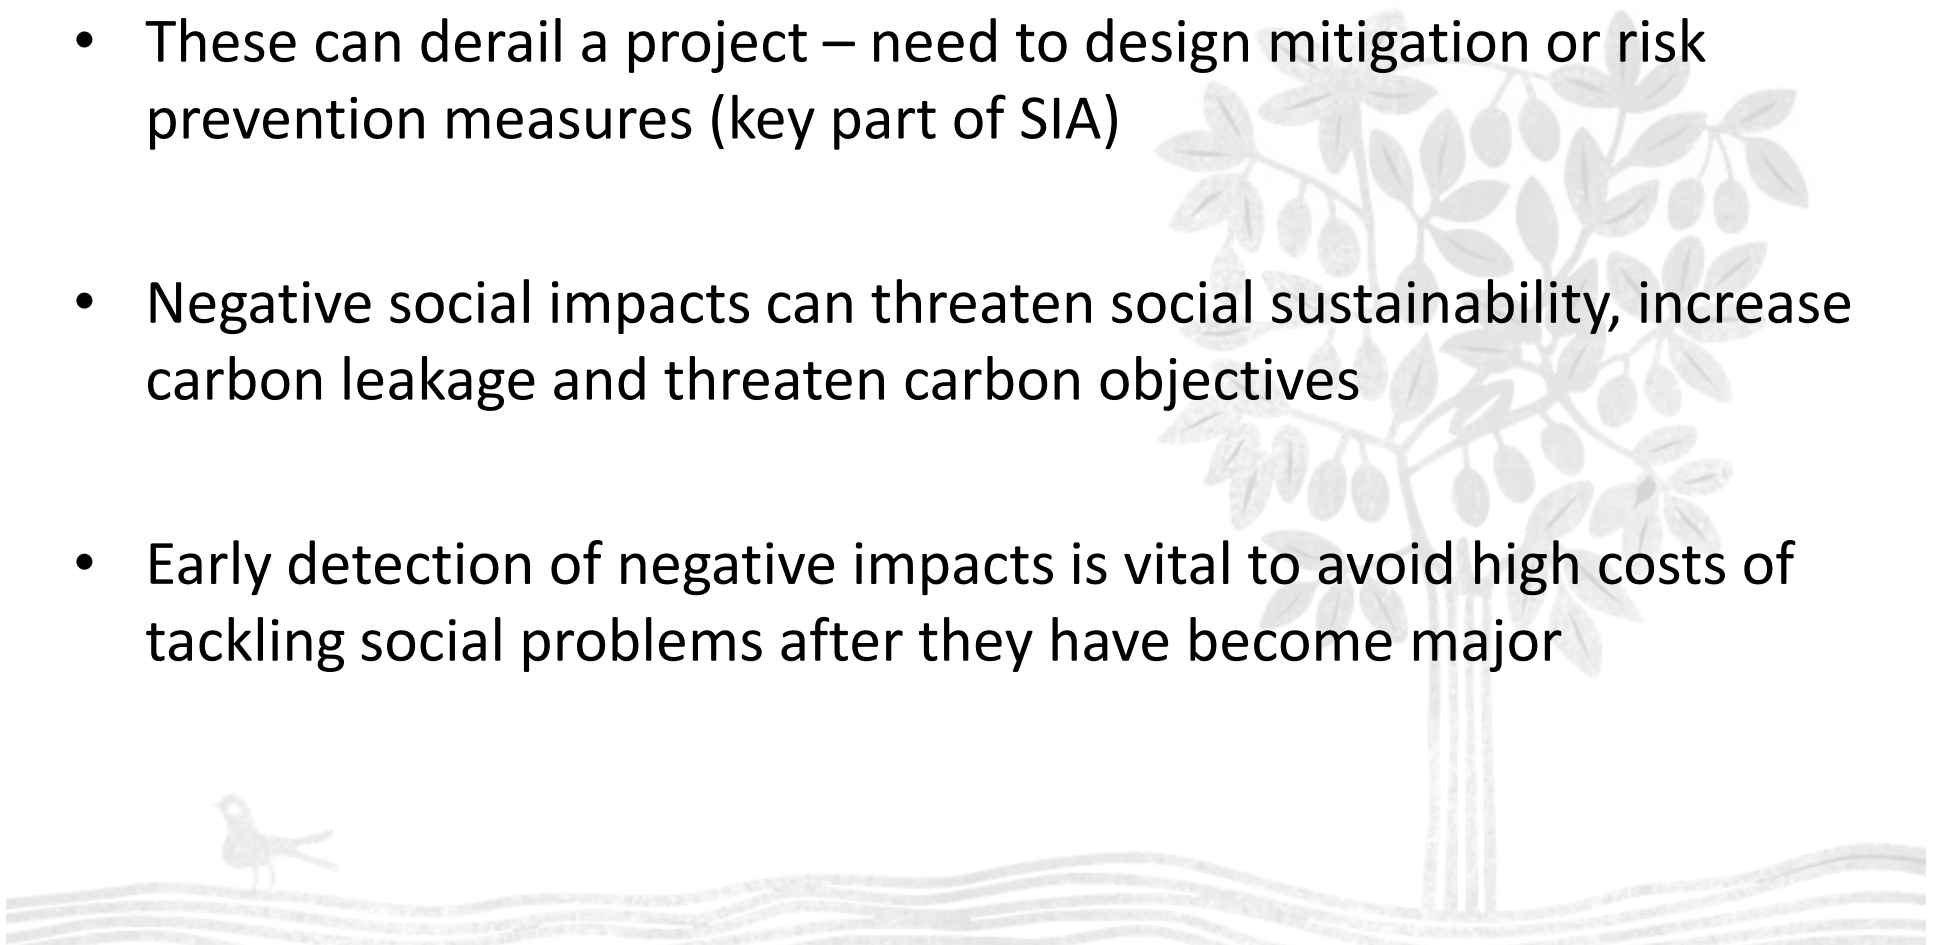 • These can derail a project – need to design mitigation or risk
prevention measures (key part of SIA)
• Negative social impacts can threaten social sustainability, increase
carbon leakage and threaten carbon objectives
• Early detection of negative impacts is vital to avoid high costs of
tackling social problems after they have become major